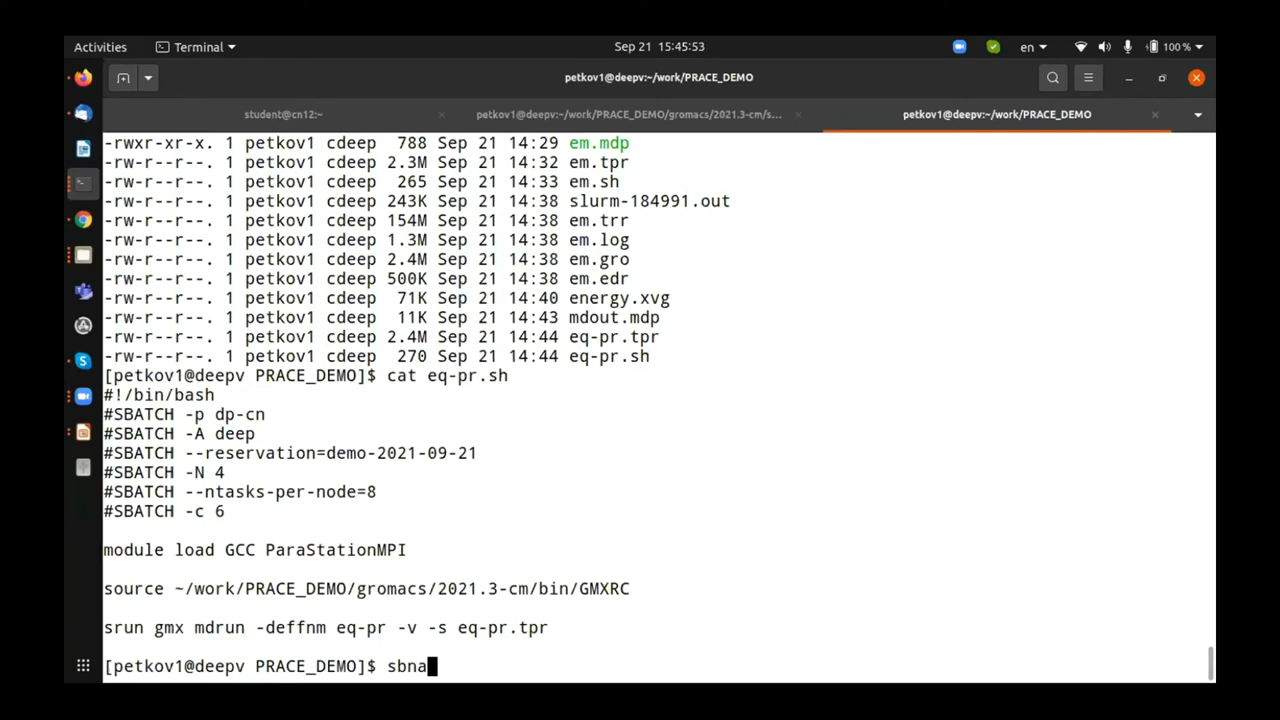 Activities
Terminal
Sep 21 15:45:53
en
100 %
petkov1@deepv:~/work/PRACE_DEMO
student@cn12:~
petkov1@deepv:~/work/PRACE_DEMO/gromacs/2021.3-cm/s...
petkov1@deepv:~/work/PRACE_DEMO
-rwxr-xr-x. 1 petkov1 cdeep 788 Sep 21 14:29 em.mdp
-rw-r--r--. 1 petkov1 cdeep 2.3M Sep 21 14:32 em.tpr
-rw-r--r--. 1 petkov1 cdeep 265 Sep 21 14:33 em.sh
-rw-r--r--. 1 petkov1 cdeep 243K Sep 21 14:38 slurm-184991.out
-rw-r--r--. 1 petkov1 cdeep 154M Sep 21 14:38 em.trr
-rw-r--r--. 1 petkov1 cdeep 1.3M Sep 21 14:38 em.log
-rw-r--r--. 1 petkov1 cdeep 2.4M Sep 21 14:38 em.gro
-rw-r--r--. 1 petkov1 cdeep 500K Sep 21 14:38 em.edr
-rw-r--r--. 1 petkov1 cdeep 71K Sep 21 14:40 energy.xvg
-rw-r--r--. 1 petkov1 cdeep 11K Sep 21 14:43 mdout.mdp
-rw-r--r--. 1 petkov1 cdeep 2.4M Sep 21 14:44 eq-pr.tpr
-rw-r--r--. 1 petkov1 cdeep 270 Sep 21 14:44 eq-pr.sh
[petkov1@deepv PRACE_DEMO]$ cat eq-pr.sh
#!/bin/bash
#SBATCH -p dp-cn
#SBATCH -A deep
#SBATCH --reservation=demo-2021-09-21
#SBATCH -N 4
#SBATCH --ntasks-per-node=8
#SBATCH -c 6
module load GCC ParaStationMPI
source ~/work/PRACE_DEMO/gromacs/2021.3-cm/bin/GMXRC
srun gmx mdrun -deffnm eq-pr -v -s eq-pr.tpr
[petkov1@deepv PRACE_DEMO]$ sbna